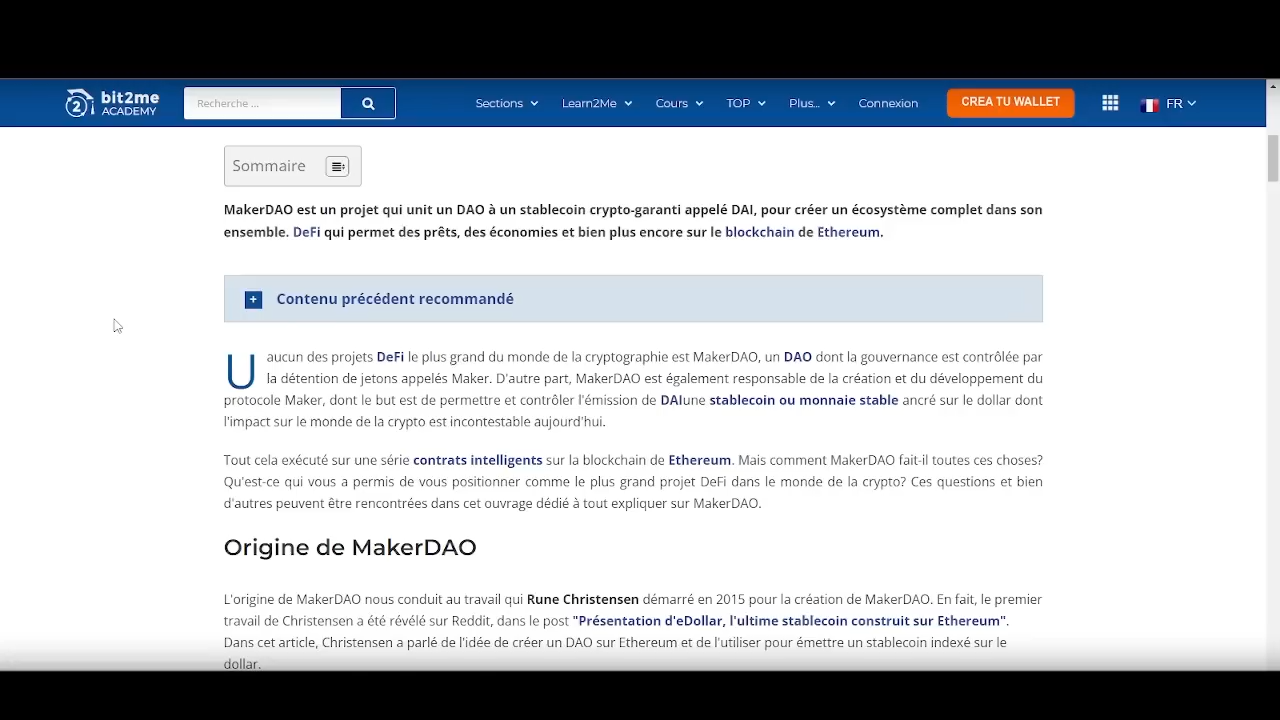 bit2me
ACADEMY
Recherche ...
Sections
Learn2Me
Cours
TOP
Plus...
Connexion
CREA TU WALLET
FR
Sommaire
MakerDAO est un projet qui unit un DAO à un stablecoin crypto-garanti appelé DAI, pour créer un écosystème complet dans son
ensemble. DeFi qui permet des prêts, des économies et bien plus encore sur le blockchain de Ethereum.
Contenu précédent recommandé
U aucun des projets DeFi le plus grand du monde de la cryptographie est MakerDAO, un DAO dont la gouvernance est contrôlée par
la détention de jetons appelés Maker. D'autre part, MakerDAO est également responsable de la création et du développement du
protocole Maker, dont le but est de permettre et contrôler l'émission de DAIune stablecoin ou monnaie stable ancré sur le dollar dont
l'impact sur le monde de la crypto est incontestable aujourd'hui.
Tout cela exécuté sur une série contrats intelligents sur la blockchain de Ethereum. Mais comment MakerDAO fait-il toutes ces choses?
Qu'est-ce qui vous a permis de vous positionner comme le plus grand projet DeFi dans le monde de la crypto? Ces questions et bien
d'autres peuvent être rencontrées dans cet ouvrage dédié à tout expliquer sur MakerDAO.
Origine de MakerDAO
L'origine de MakerDAO nous conduit au travail qui Rune Christensen démarré en 2015 pour la création de MakerDAO. En fait, le premier
travail de Christensen a été révélé sur Reddit, dans le post "Présentation d'eDollar, l'ultime stablecoin construit sur Ethereum".
Dans cet article, Christensen a parlé de l'idée de créer un DAO sur Ethereum et de l'utiliser pour émettre un stablecoin indexé sur le
dollar.